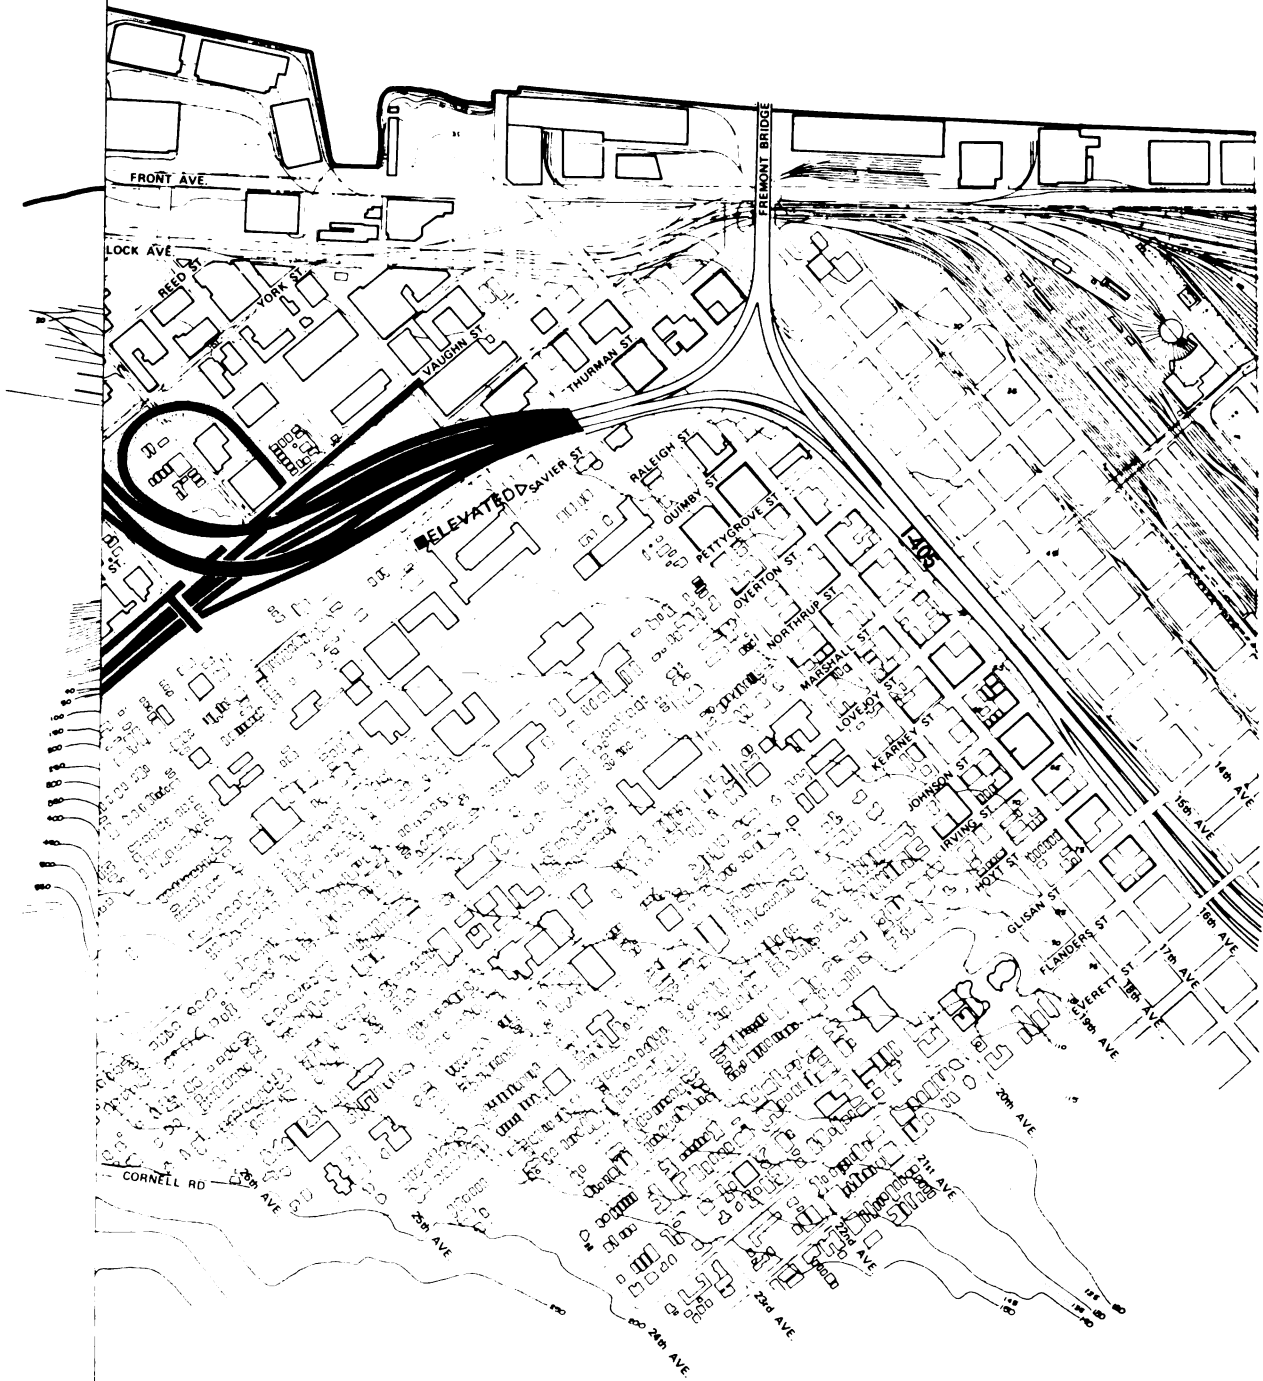 FREMONT BRIDGE
FRONT AVE.
LOCK AVE.
REED ST
YORK ST
VAUGHN ST
THURMAN ST
ELEVATED
SAVIER ST
RALEIGH ST
QUIMBY ST
PETTYGROVE ST
OVERTON ST
NORTHRUP ST
MARSHALL ST
LOVEJOY ST
KEARNEY ST
JOHNSON ST
IRVING ST
HOYT ST
GLISAN ST
FLANDERS ST
EVERETT ST
I-405
ST
14th AVE.
15th AVE.
16th AVE.
17th AVE.
18th AVE.
19th AVE.
20th AVE.
21st AVE.
22nd AVE.
23rd AVE.
24th AVE.
25th AVE.
26th AVE.
CORNELL RD